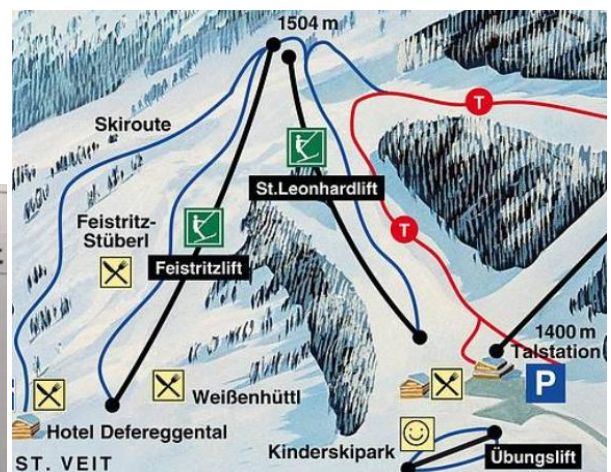 1504 m
Skiroute
T
St.Leonhardlift
Feistritz-
Stüberl
T
Feistritzlift
1400 m
Talstation
P
Weißenhüttl
Hotel Defereggental
Kinderskipark
Übungslift
ST. VEIT